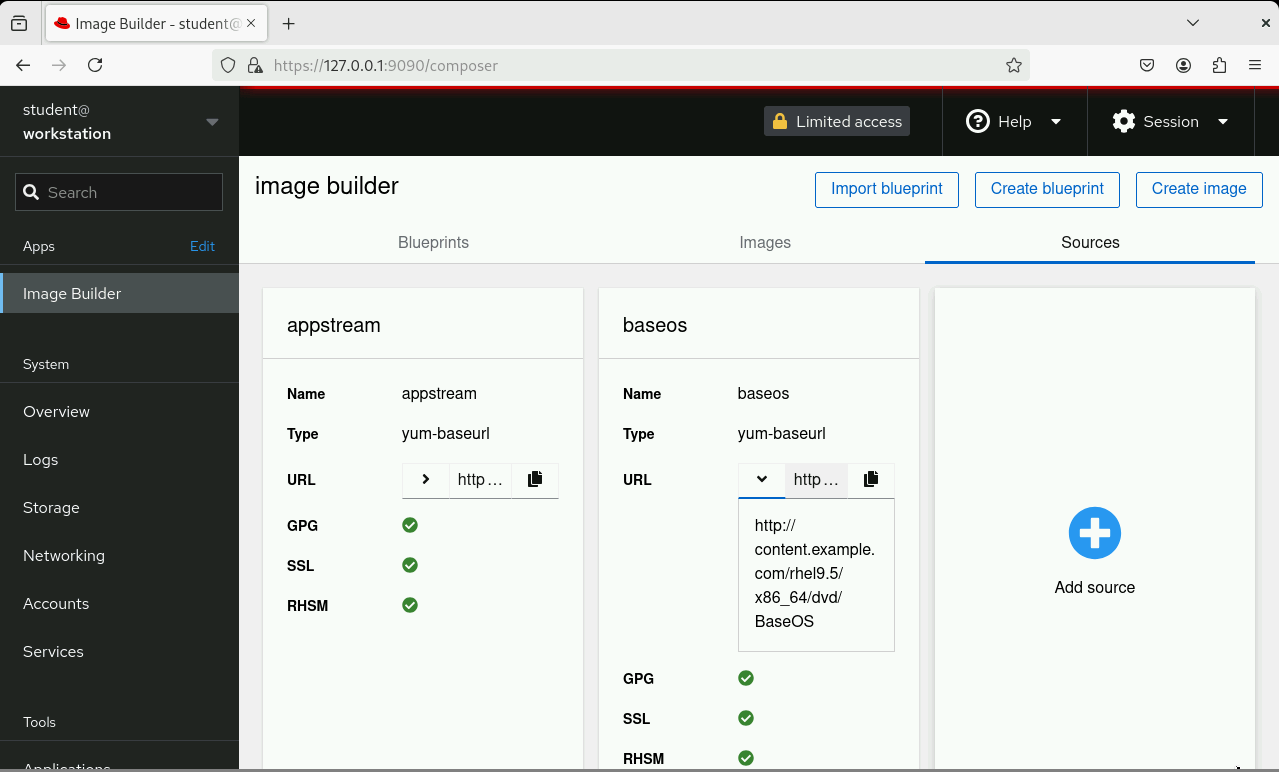 Image Builder - student@
https://127.0.0.1:9090/composer
student@
workstation
Limited access
Help
Session
Search
Apps
Edit
Image Builder
System
Overview
Logs
Storage
Networking
Accounts
Services
Tools
Applications
image builder
Import blueprint
Create blueprint
Create image
Blueprints
Images
Sources
appstream
Name
appstream
Type
yum-baseurl
URL
http ...
GPG
SSL
RHSM
baseos
Name
baseos
Type
yum-baseurl
URL
http ...
http://
content.example.
com/rhel9.5/
x86_64/dvd/
BaseOS
GPG
SSL
RHSM
Add source